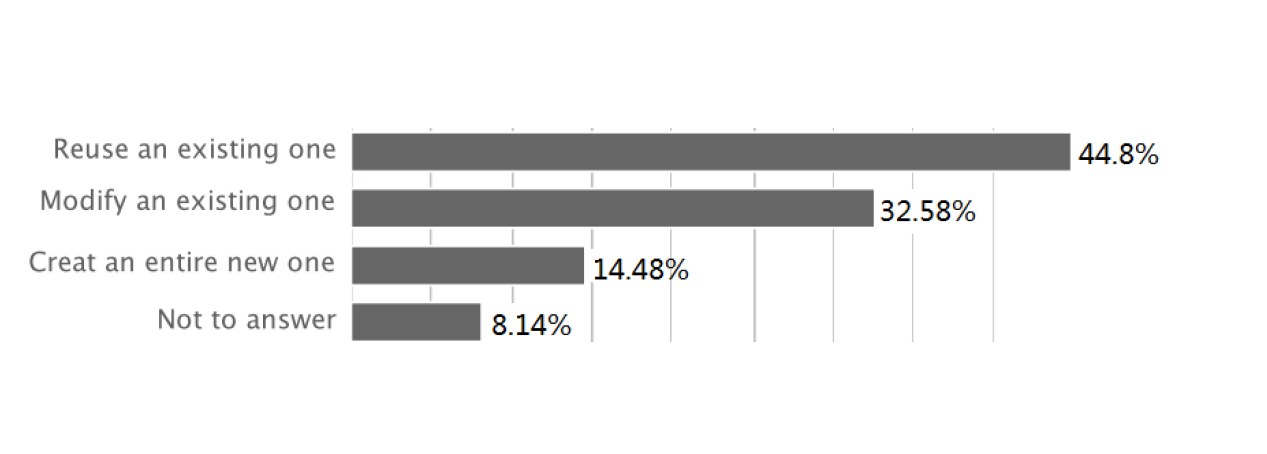 Reuse an existing one 44.8%
Modify an existing one 32.58%
Creat an entire new one 14.48%
Not to answer 8.14%